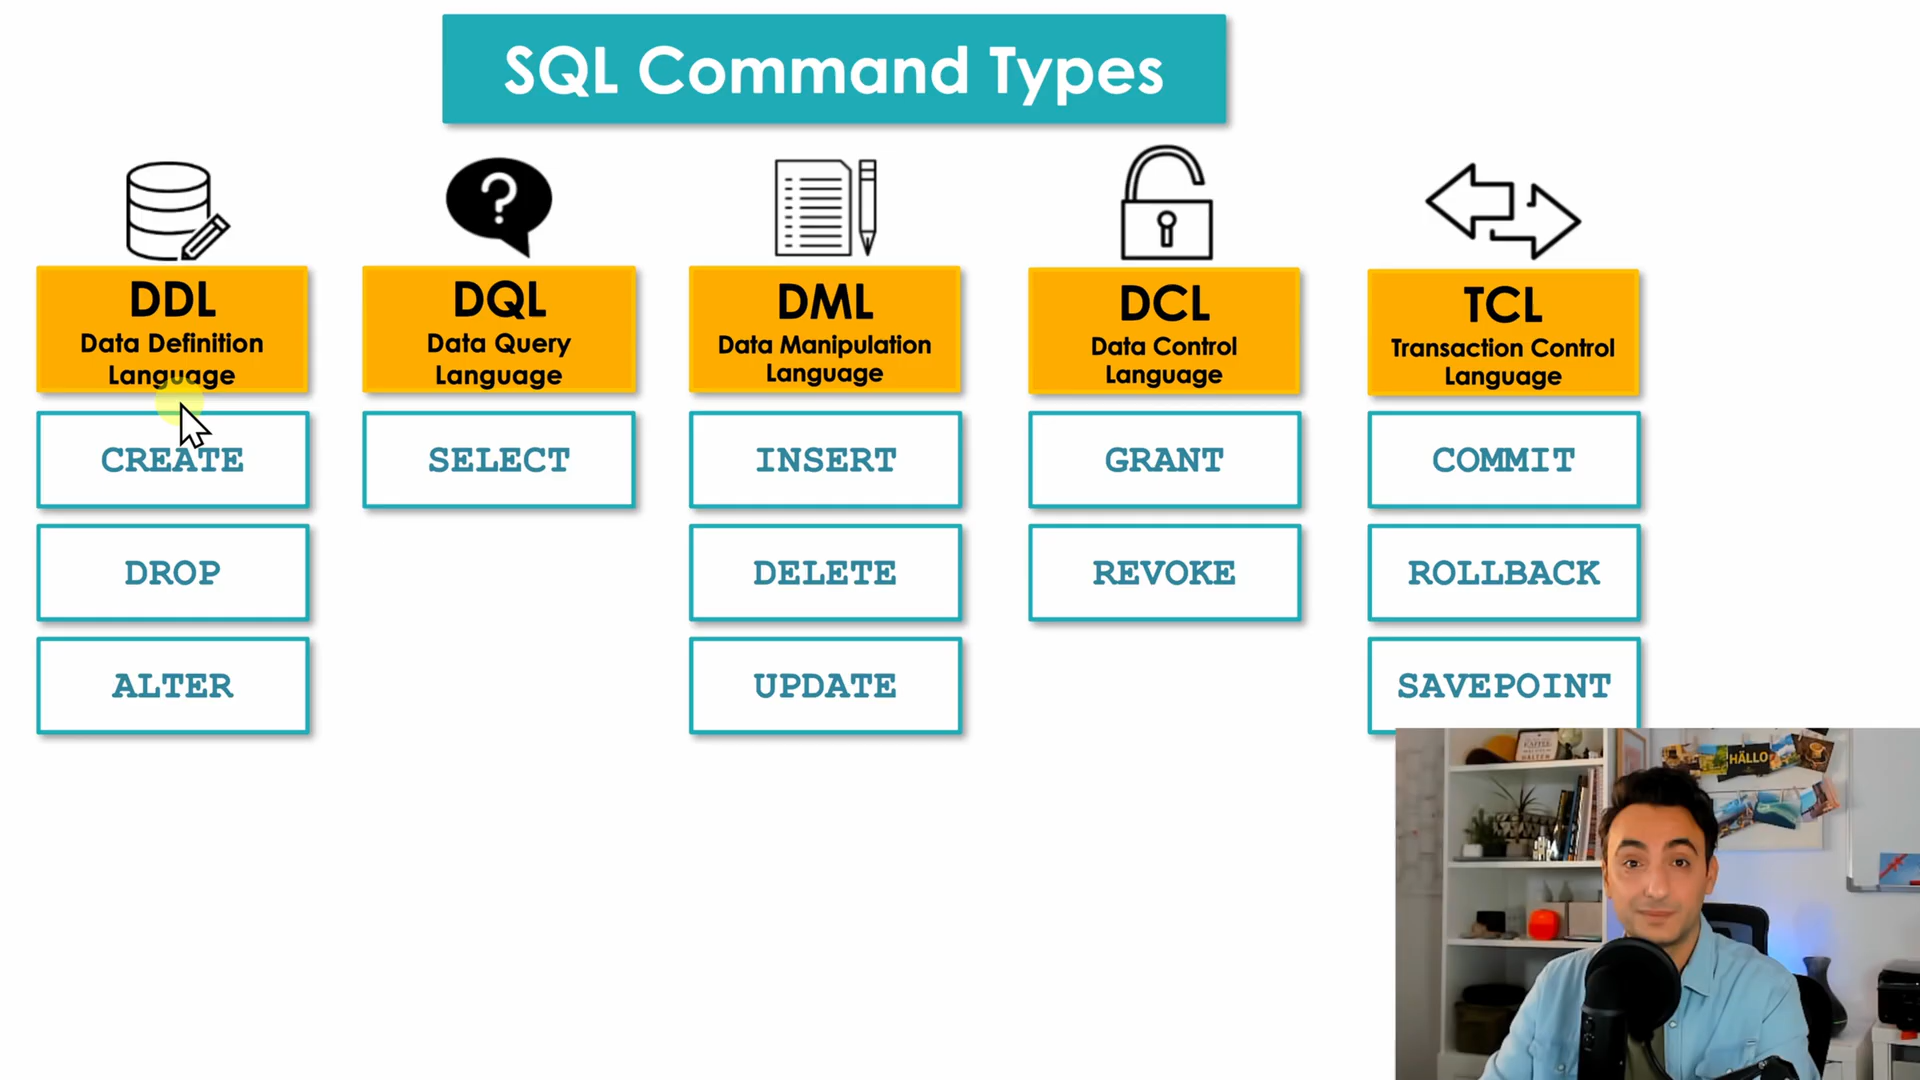 SQL Command Types
DDL
Data Definition
Language
CREATE
DROP
ALTER
DQL
Data Query
Language
SELECT
DML
Data Manipulation
Language
INSERT
DELETE
UPDATE
DCL
Data Control
Language
GRANT
REVOKE
TCL
Transaction Control
Language
COMMIT
ROLLBACK
SAVEPOINT
HÄLLO